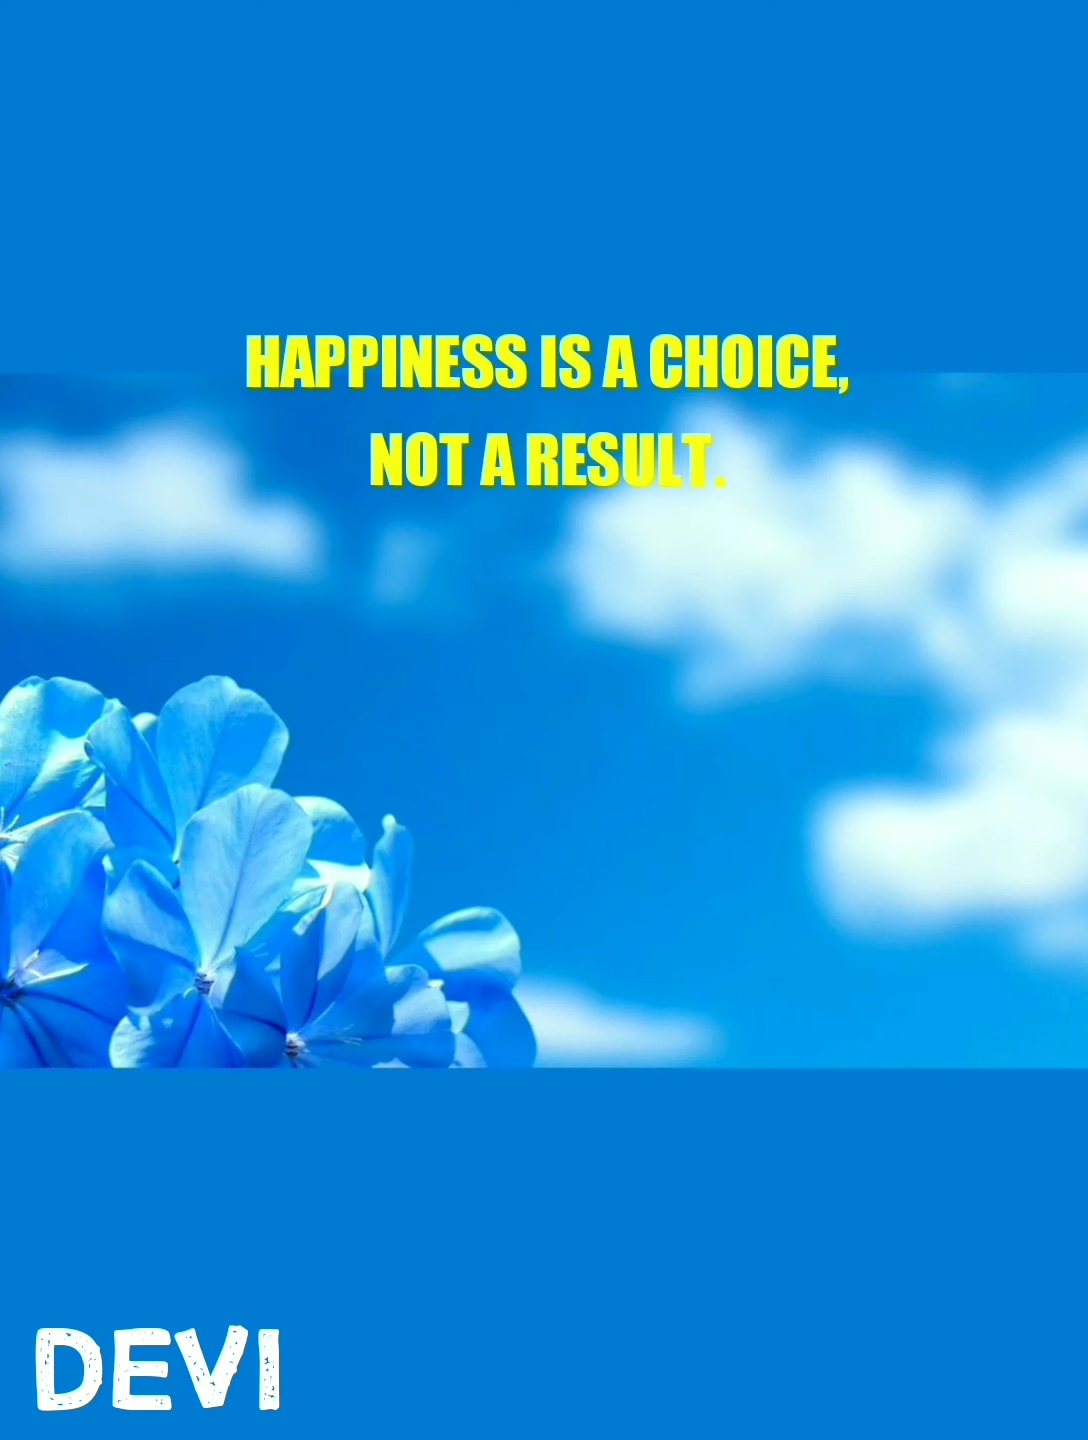 HAPPINESS IS A CHOICE,
NOT A RESULT.
DEVI